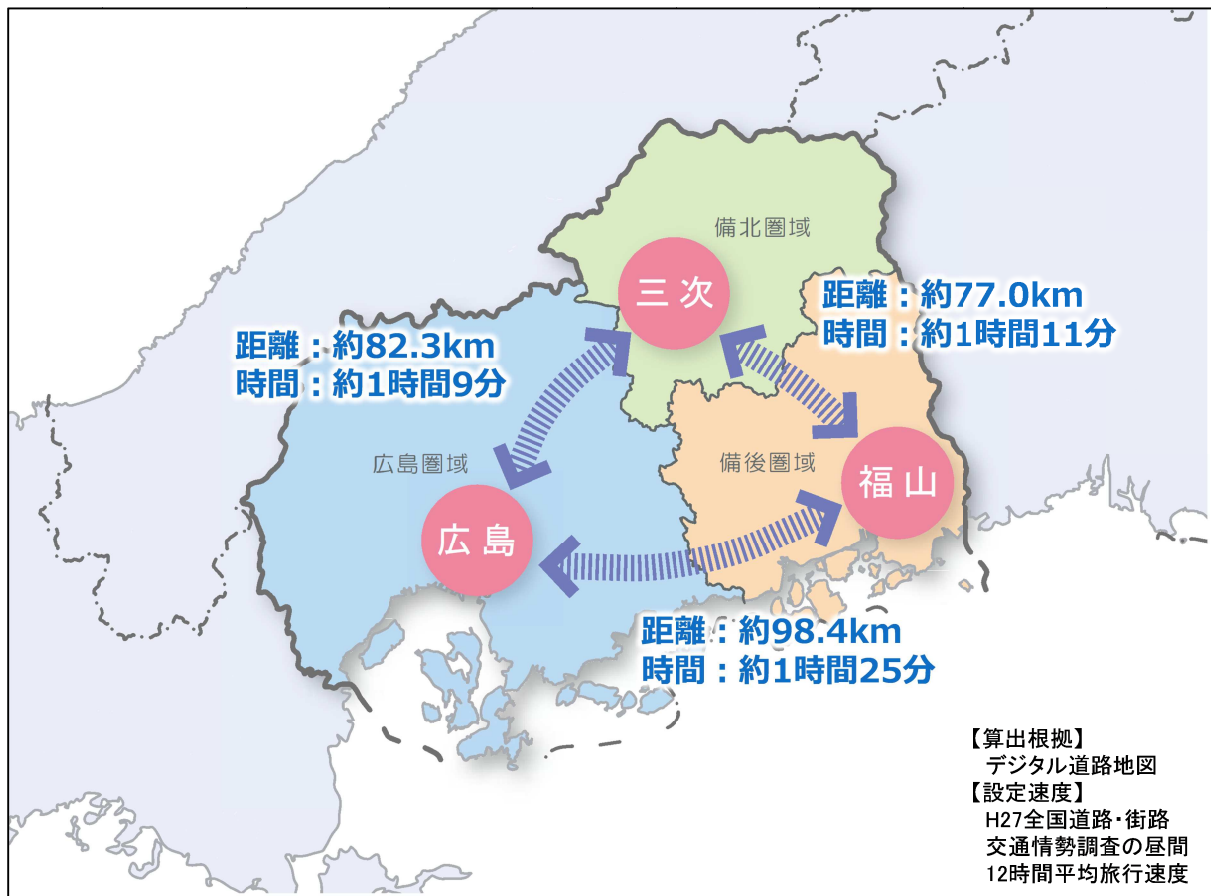 備北圏域
三次
距離：約77.0km
時間：約1時間11分
距離：約82.3km
時間：約1時間9分
広島圏域
備後圏域
福山
広島
距離：約98.4km
時間：約1時間25分
【算出根拠】
デジタル道路地図
【設定速度】
H27全国道路・街路
交通情勢調査の昼間
12時間平均旅行速度